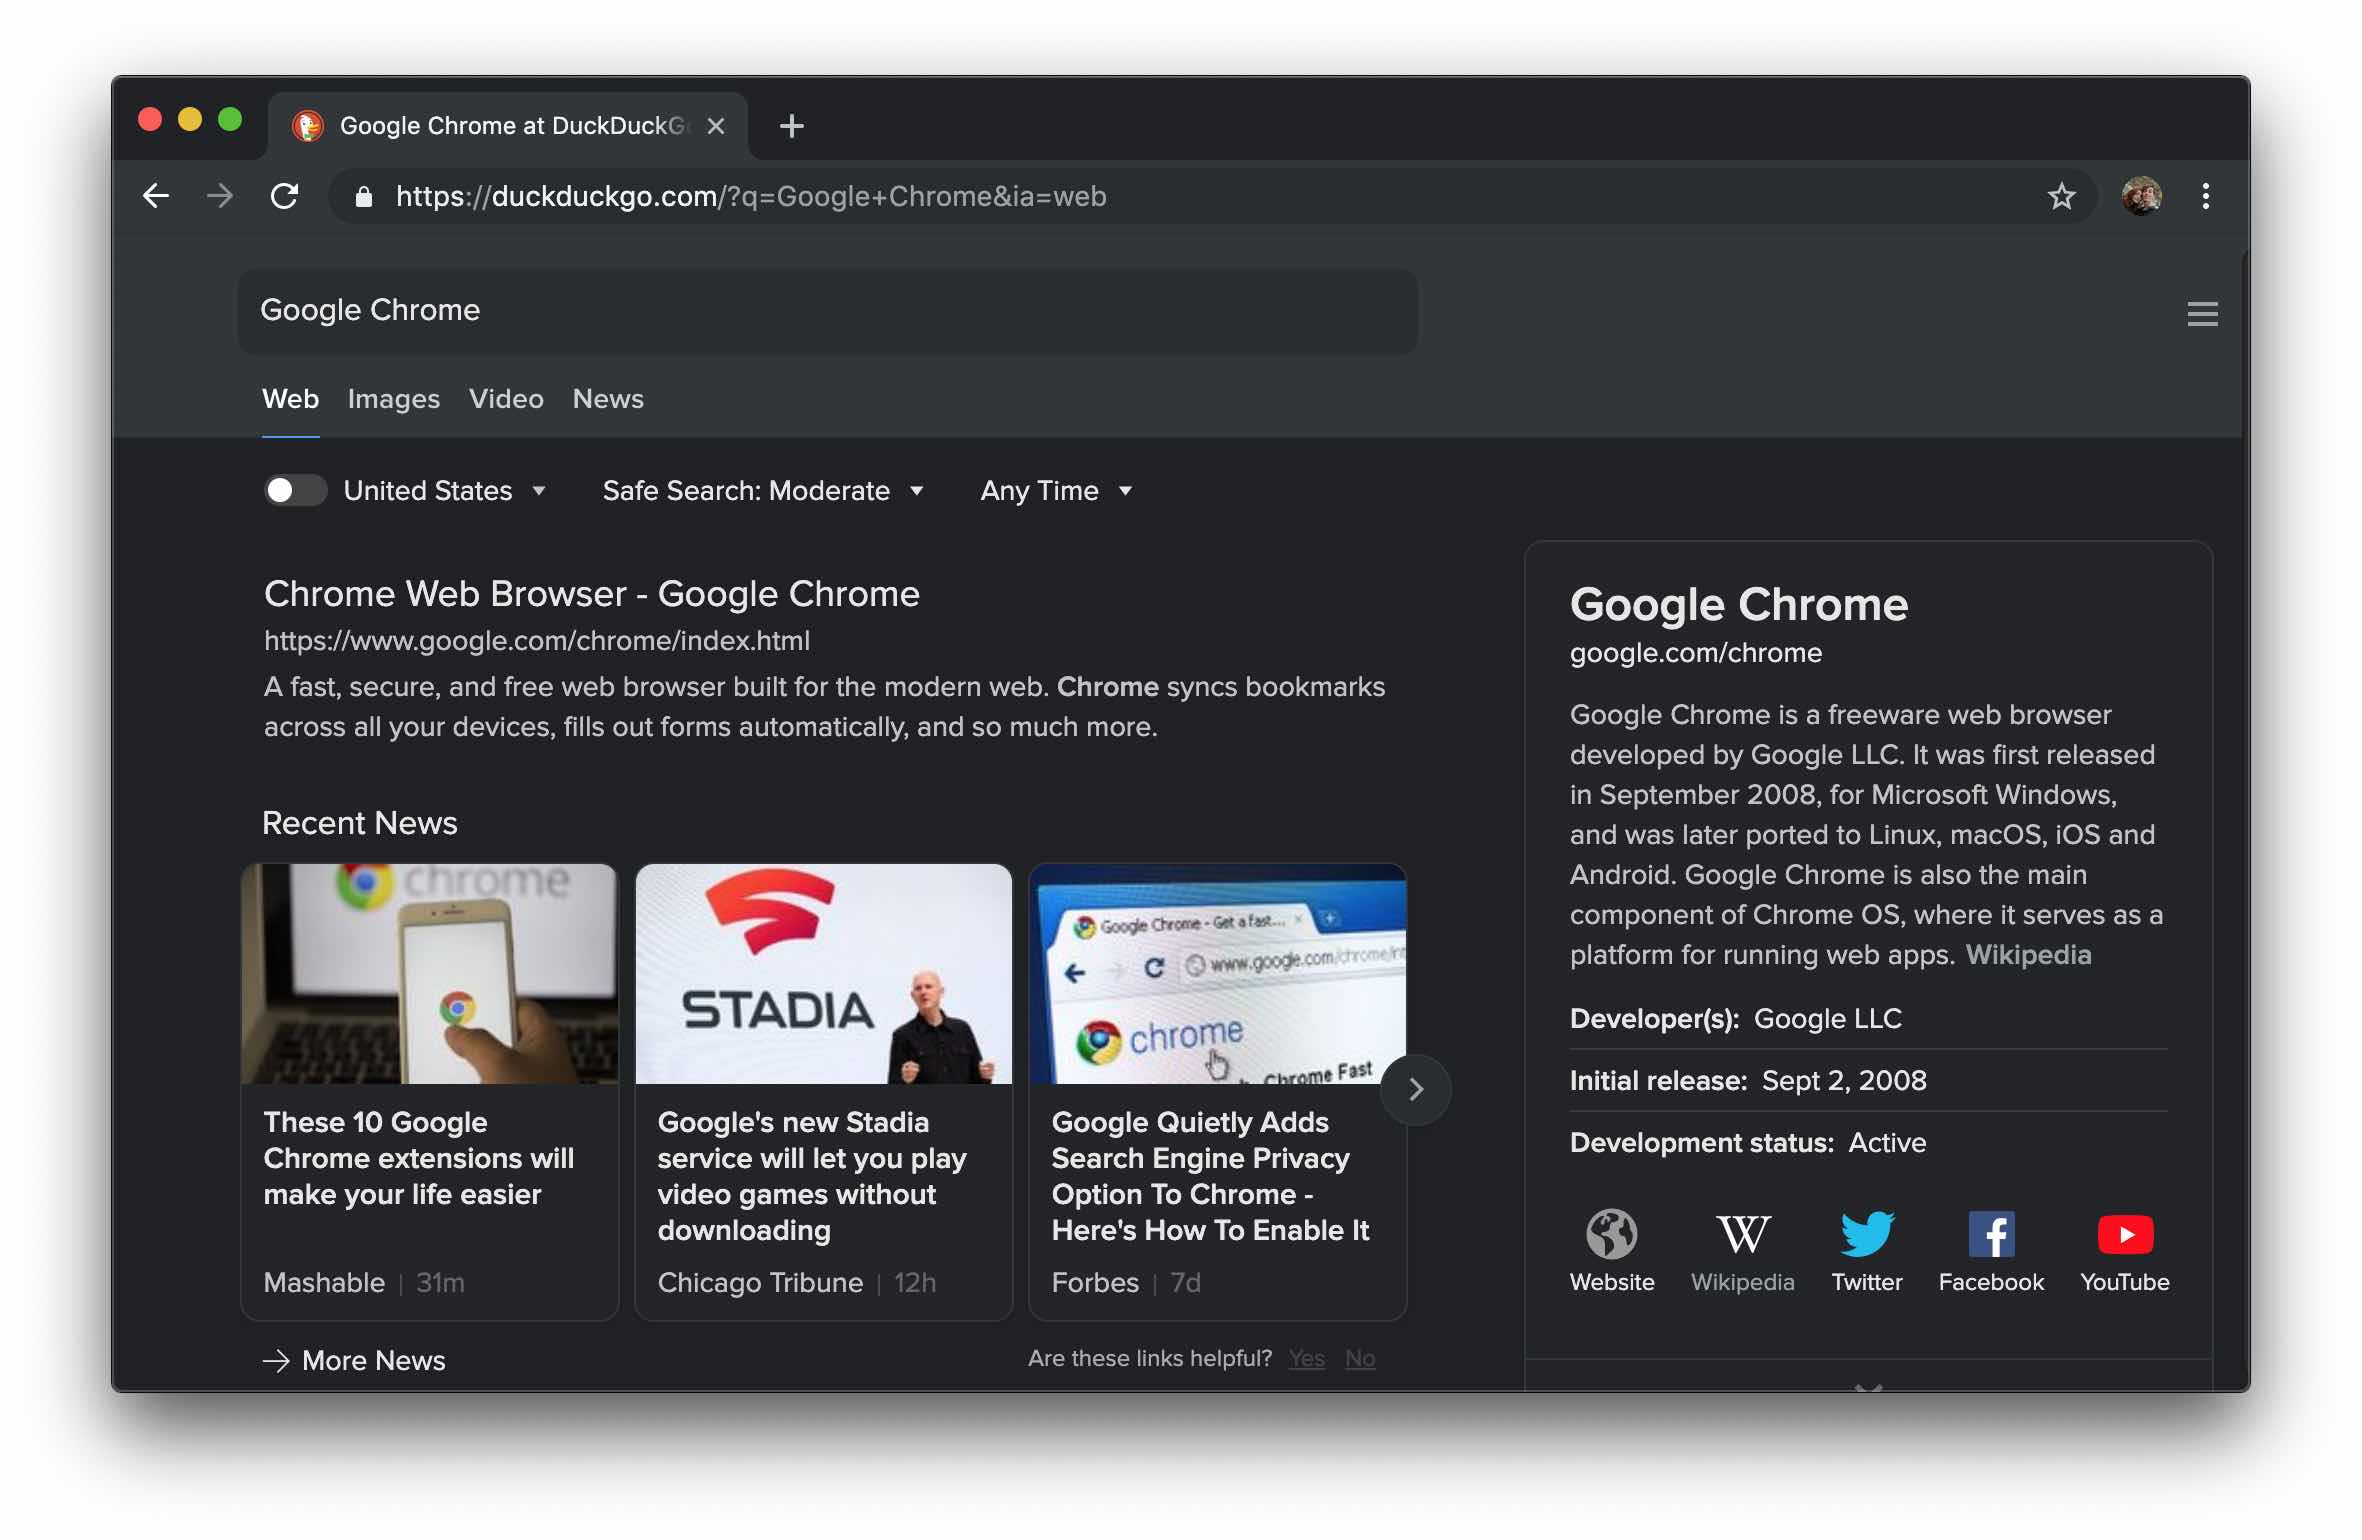 Google Chrome at DuckDuckG
https://duckduckgo.com/?q=Google+Chrome&ia=web
Google Chrome
Web Images Video News
United States Safe Search: Moderate Any Time
Chrome Web Browser - Google Chrome
https://www.google.com/chrome/index.html
A fast, secure, and free web browser built for the modern web. Chrome syncs bookmarks
across all your devices, fills out forms automatically, and so much more.
Recent News
chrome
These 10 Google
Chrome extensions will
make your life easier
Mashable | 31m
STADIA
Google's new Stadia
service will let you play
video games without
downloading
Chicago Tribune | 12h
Google Chrome - Get a fast...
www.google.com/chrome/int
chrome
Chrome Fast
Google Quietly Adds
Search Engine Privacy
Option To Chrome -
Here's How To Enable It
Forbes | 7d
More News
Are these links helpful? Yes No
Google Chrome
google.com/chrome
Google Chrome is a freeware web browser
developed by Google LLC. It was first released
in September 2008, for Microsoft Windows,
and was later ported to Linux, macOS, iOS and
Android. Google Chrome is also the main
component of Chrome OS, where it serves as a
platform for running web apps. Wikipedia
Developer(s): Google LLC
Initial release: Sept 2, 2008
Development status: Active
W
Website Wikipedia Twitter Facebook YouTube